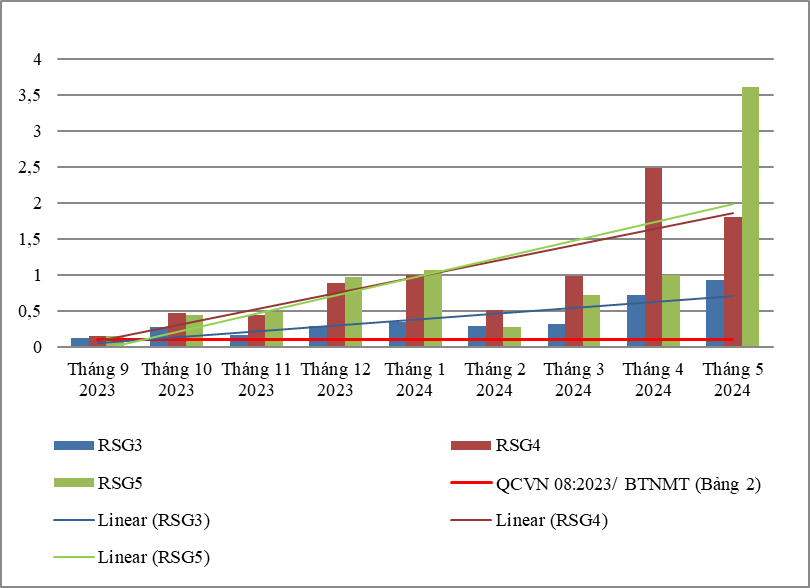 4
3,5
3
2,5
2
1,5
1
0,5
0
Tháng 9 Tháng 10 Tháng 11 Tháng 12 Tháng 1 Tháng 2 Tháng 3 Tháng 4 Tháng 5
2023 2023 2023 2023 2024 2024 2024 2024 2024
RSG3 RSG4
RSG5 QCVN 08:2023/ BTNMT (Bảng 2)
Linear (RSG3) Linear (RSG4)
Linear (RSG5)